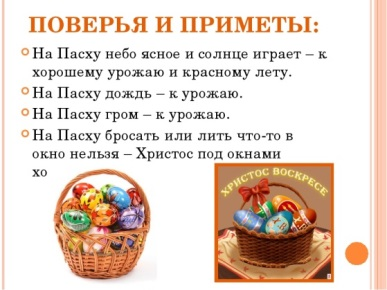 ПОВЕРЬЯ И ПРИМЕТЫ:
На Пасху небо ясное и солнце играет – к
хорошему урожаю и красному лету.
На Пасху дождь – к урожаю.
На Пасху гром – к урожаю.
На Пасху бросать или лить что-то в
окно нельзя – Христос под окнами
хо
ХРИСТОС ВОСКРЕСЕ